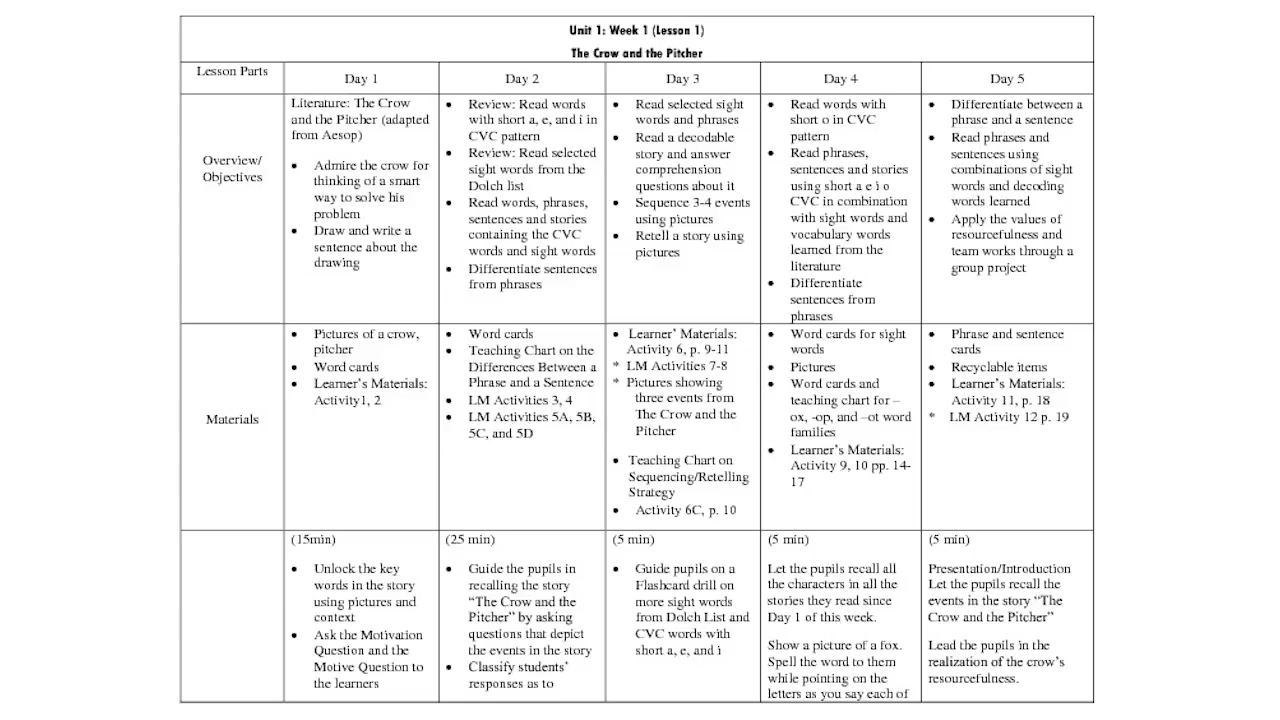 Unit 1: Week 1 (Lesson 1)
The Crow and the Pitcher
Lesson Parts
Day 1
Day 2
Day 3
Day 4
Day 5
Overview/
Objectives
Literature: The Crow
and the Pitcher (adapted
from Aesop)
• Admire the crow for
thinking of a smart
way to solve his
problem
• Draw and write a
sentence about the
drawing
• Review: Read words
with short a, e, and i in
CVC pattern
• Review: Read selected
sight words from the
Dolch list
• Read words, phrases,
sentences and stories
containing the CVC
words and sight words
• Differentiate sentences
from phrases
• Read selected sight
words and phrases
• Read a decodable
story and answer
comprehension
questions about it
• Sequence 3-4 events
using pictures
• Retell a story using
pictures
• Read words with
short o in CVC
pattern
• Read phrases,
sentences and stories
using short a e i o
CVC in combination
with sight words and
vocabulary words
learned from the
literature
• Differentiate
sentences from
phrases
• Differentiate between a
phrase and a sentence
• Read phrases and
sentences using
combinations of sight
words and decoding
words learned
• Apply the values of
resourcefulness and
team works through a
group project
Materials
• Pictures of a crow,
pitcher
• Word cards
• Learner's Materials:
Activity1, 2
• Word cards
• Teaching Chart on the
Differences Between a
Phrase and a Sentence
• LM Activities 3, 4
• LM Activities 5A, 5B,
5C, and 5D
• Learner' Materials:
Activity 6, p. 9-11
* LM Activities 7-8
* Pictures showing
three events from
The Crow and the
Pitcher
• Teaching Chart on
Sequencing/Retelling
Strategy
• Activity 6C, p. 10
• Word cards for sight
words
• Pictures
• Word cards and
teaching chart for –
ox, -op, and –ot word
families
• Learner's Materials:
Activity 9, 10 pp. 14-
17
• Phrase and sentence
cards
• Recyclable items
• Learner's Materials:
Activity 11, p. 18
* LM Activity 12 p. 19
(15min)
• Unlock the key
words in the story
using pictures and
context
• Ask the Motivation
Question and the
Motive Question to
the learners
(25 min)
• Guide the pupils in
recalling the story
"The Crow and the
Pitcher" by asking
questions that depict
the events in the story
• Classify students'
responses as to
(5 min)
• Guide pupils on a
Flashcard drill on
more sight words
from Dolch List and
CVC words with
short a, e, and i
(5 min)
Let the pupils recall all
the characters in all the
stories they read since
Day 1 of this week.
Show a picture of a fox.
Spell the word to them
while pointing on the
letters as you say each of
(5 min)
Presentation/Introduction
Let the pupils recall the
events in the story "The
Crow and the Pitcher"
Lead the pupils in the
realization of the crow's
resourcefulness.